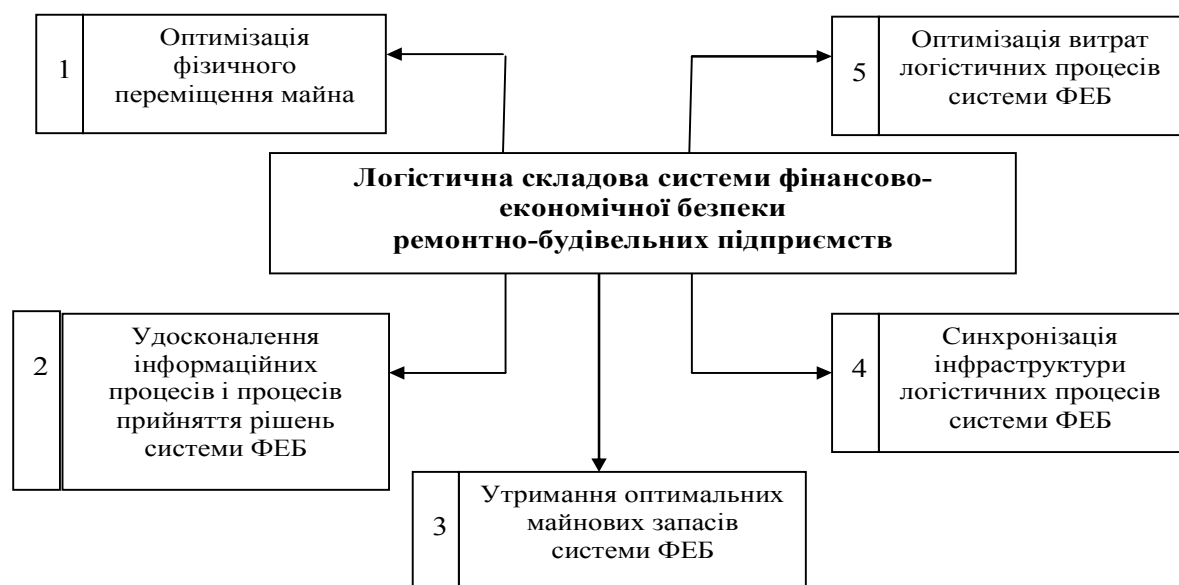 1
Оптимізація
фізичного
переміщення майна
5
Оптимізація витрат
логістичних процесів
системи ФЕБ
Логістична складова системи фінансово-
економічної безпеки
ремонтно-будівельних підприємств
2
Удосконалення
інформаційних
процесів і процесів
прийняття рішень
системи ФЕБ
4
Синхронізація
інфраструктури
логістичних процесів
системи ФЕБ
3
Утримання оптимальних
майнових запасів
системи ФЕБ